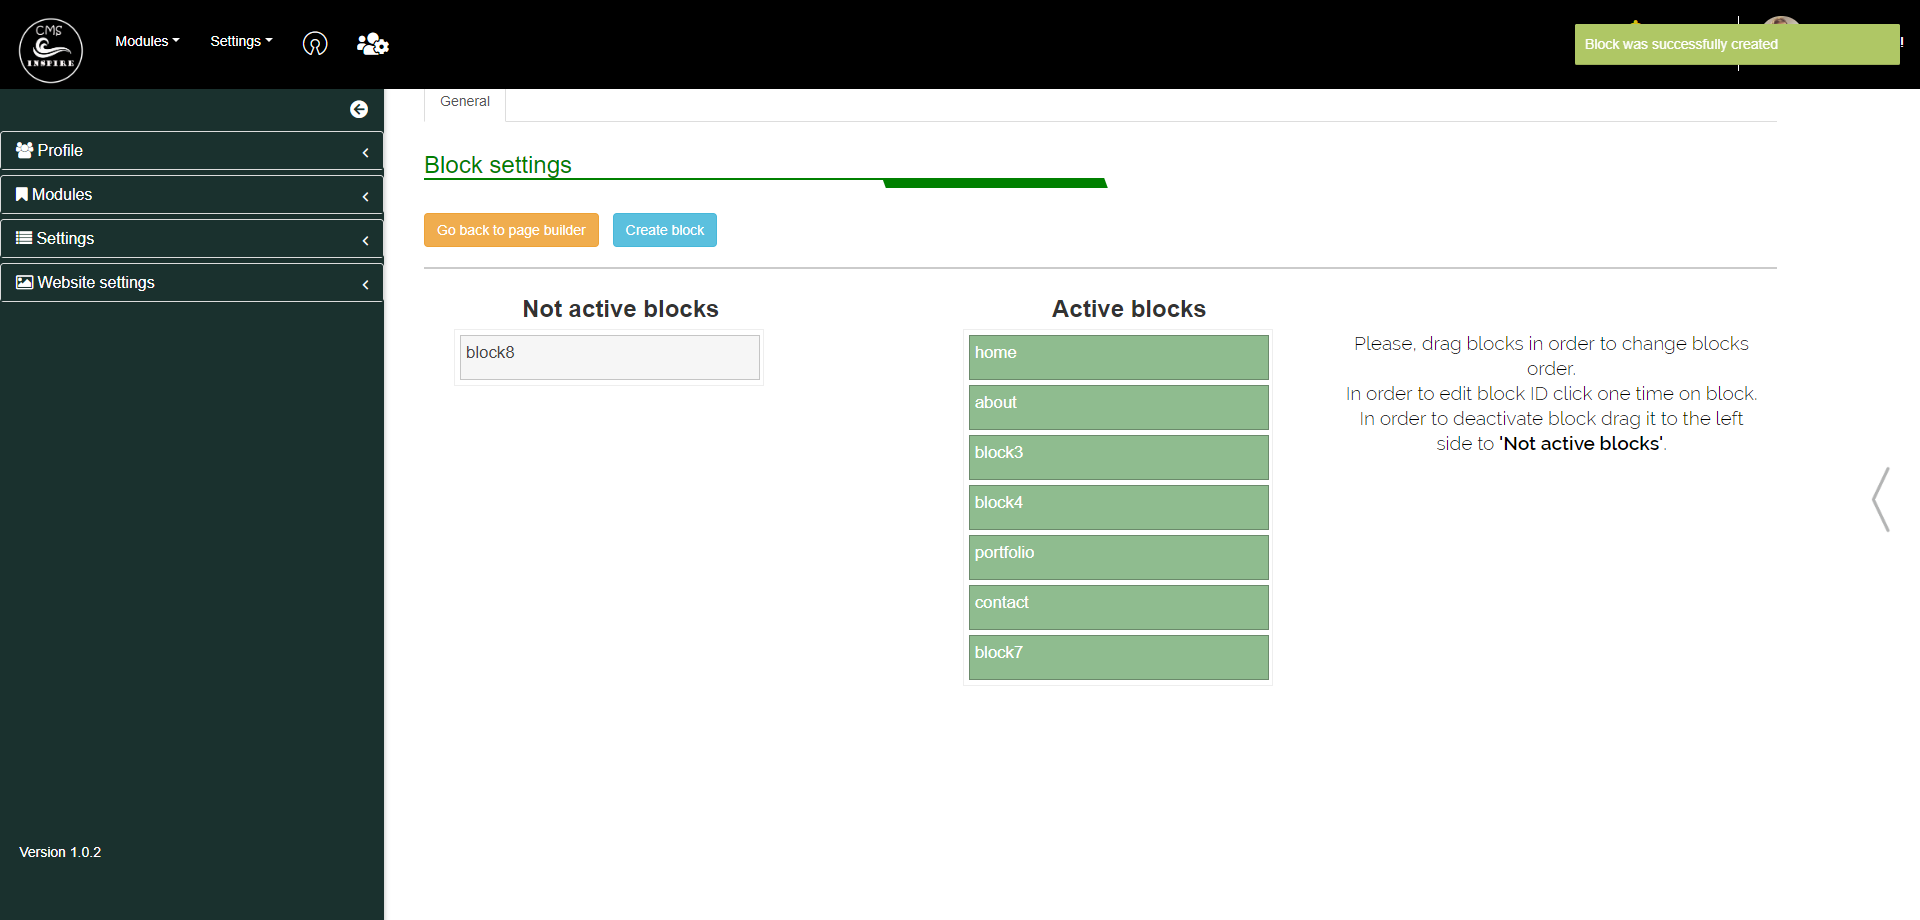 CMS
INSPIRE
Modules
Settings
Block was successfully created
!
Profile
Modules
Settings
Website settings
Version 1.0.2
General
Block settings
Go back to page builder
Create block
Not active blocks
block8
Active blocks
home
about
block3
block4
portfolio
contact
block7
Please, drag blocks in order to change blocks
order.
In order to edit block ID click one time on block.
In order to deactivate block drag it to the left
side to 'Not active blocks'.